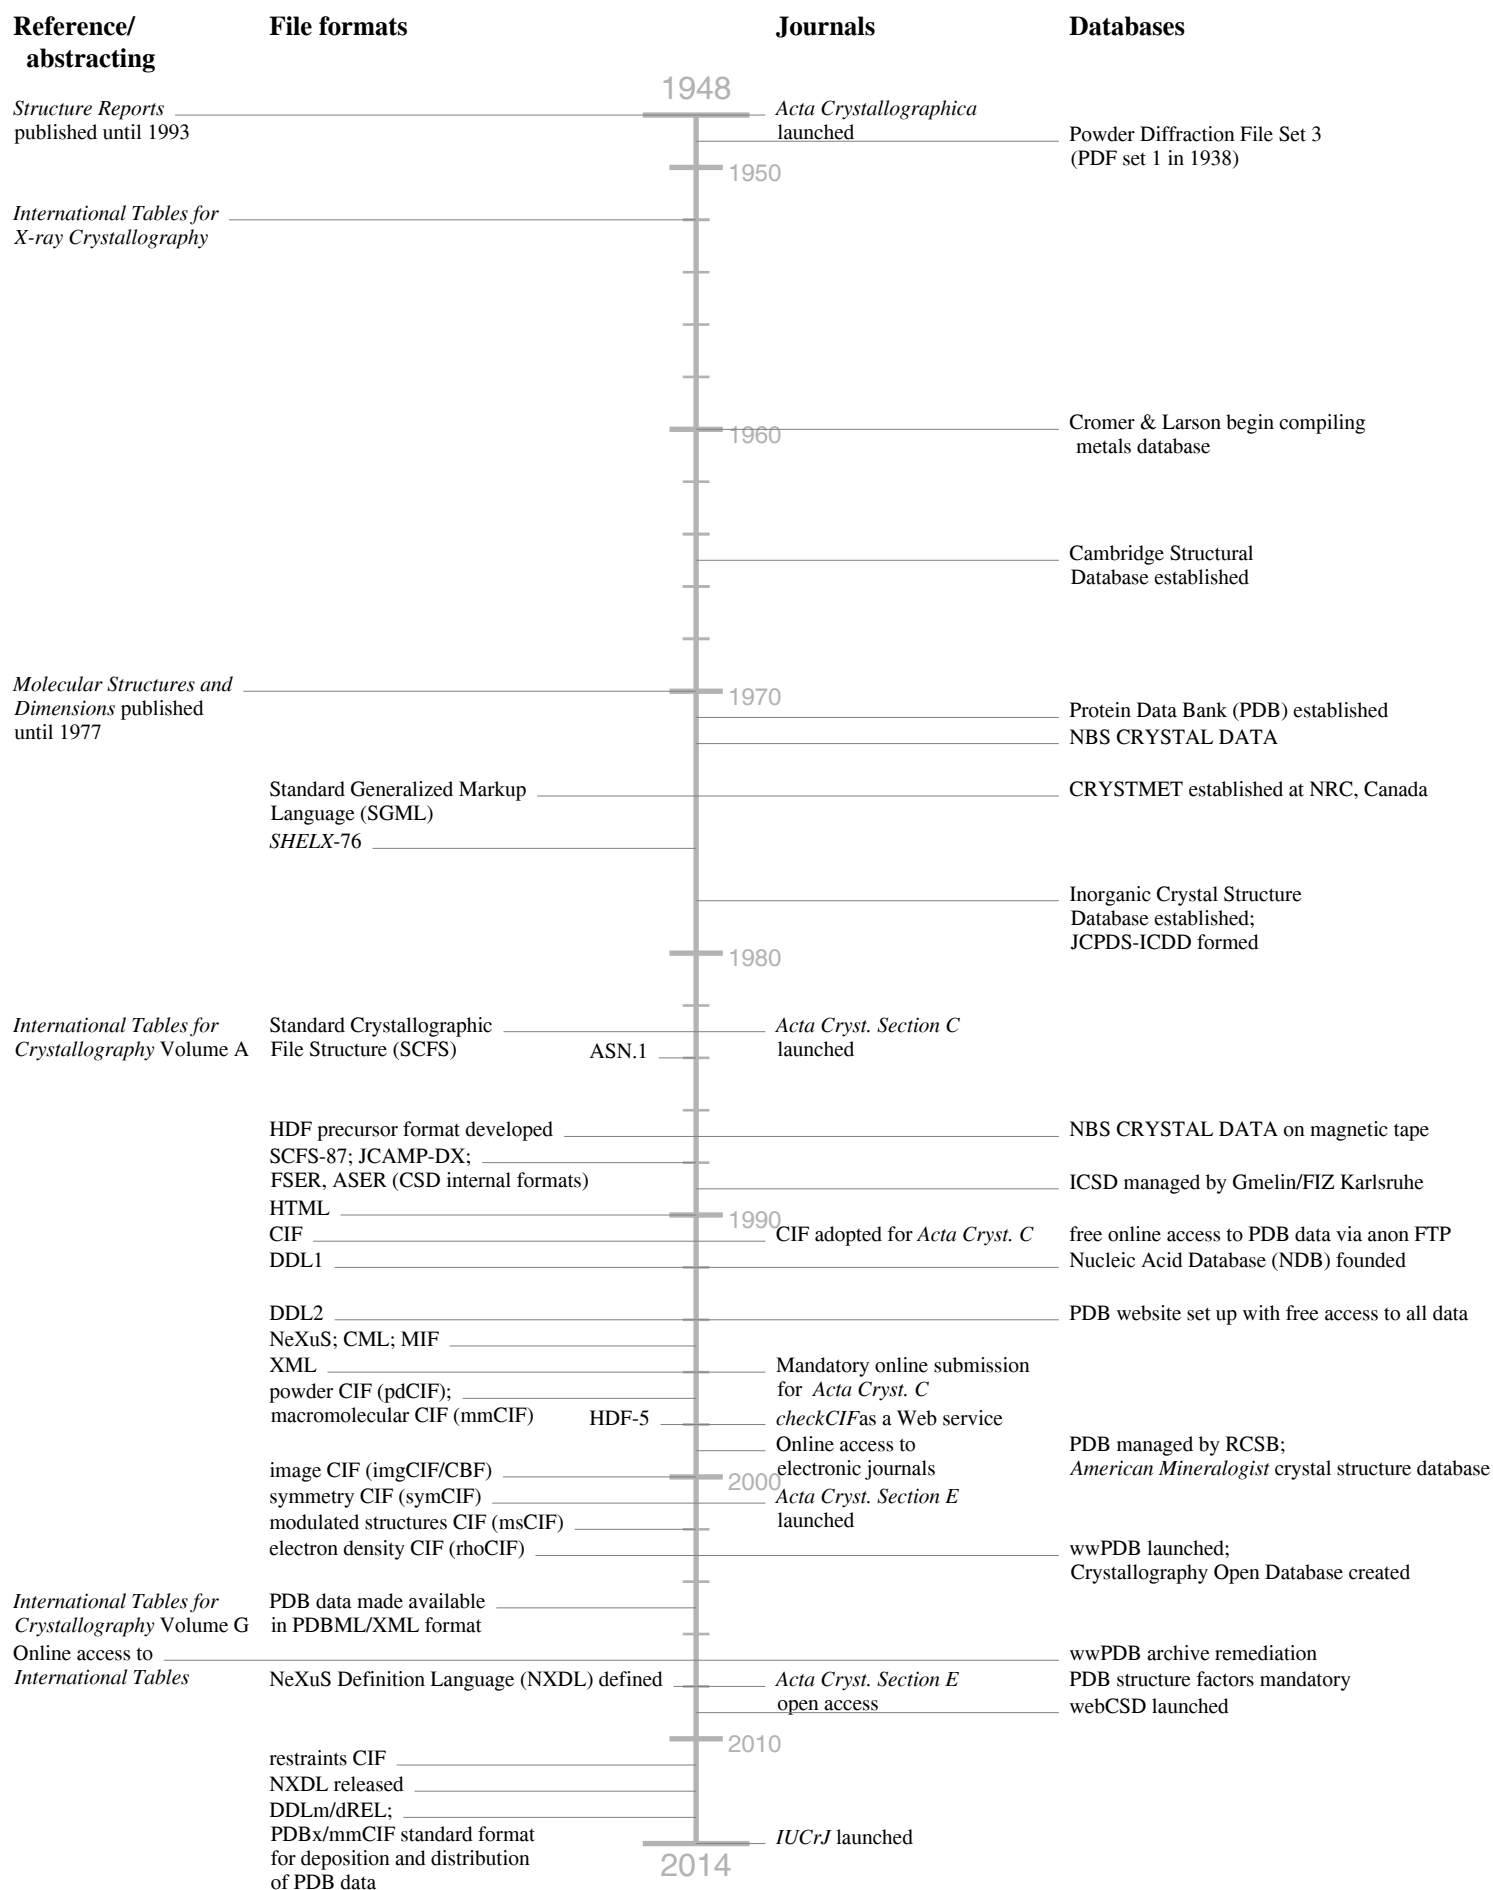 Reference/
abstracting
File formats
Journals
Databases
1948
Structure Reports
published until 1993
Acta Crystallographica
launched
Powder Diffraction File Set 3
(PDF set 1 in 1938)
1950
International Tables for
X-ray Crystallography
Cromer & Larson begin compiling
metals database
1960
Cambridge Structural
Database established
Molecular Structures and
Dimensions published
until 1977
1970
Protein Data Bank (PDB) established
NBS CRYSTAL DATA
Standard Generalized Markup
Language (SGML)
CRYSTMET established at NRC, Canada
SHELX-76
Inorganic Crystal Structure
Database established;
JCPDS-ICDD formed
1980
International Tables for
Crystallography Volume A
Standard Crystallographic
File Structure (SCFS)
ASN.1
Acta Cryst. Section C
launched
HDF precursor format developed
NBS CRYSTAL DATA on magnetic tape
SCFS-87; JCAMP-DX;
FSER, ASER (CSD internal formats)
ICSD managed by Gmelin/FIZ Karlsruhe
HTML
1990
CIF
CIF adopted for Acta Cryst. C
free online access to PDB data via anon FTP
DDL1
Nucleic Acid Database (NDB) founded
DDL2
PDB website set up with free access to all data
NeXuS; CML; MIF
XML
Mandatory online submission
for Acta Cryst. C
powder CIF (pdCIF);
macromolecular CIF (mmCIF)
HDF-5
checkCIFas a Web service
Online access to
electronic journals
PDB managed by RCSB;
American Mineralogist crystal structure database
image CIF (imgCIF/CBF)
2000
symmetry CIF (symCIF)
Acta Cryst. Section E
launched
modulated structures CIF (msCIF)
electron density CIF (rhoCIF)
wwPDB launched;
Crystallography Open Database created
International Tables for
Crystallography Volume G
PDB data made available
in PDBML/XML format
Online access to
International Tables
wwPDB archive remediation
NeXuS Definition Language (NXDL) defined
Acta Cryst. Section E
open access
PDB structure factors mandatory
webCSD launched
2010
restraints CIF
NXDL released
DDLm/dREL;
PDBx/mmCIF standard format
for deposition and distribution
of PDB data
IUCrJ launched
2014